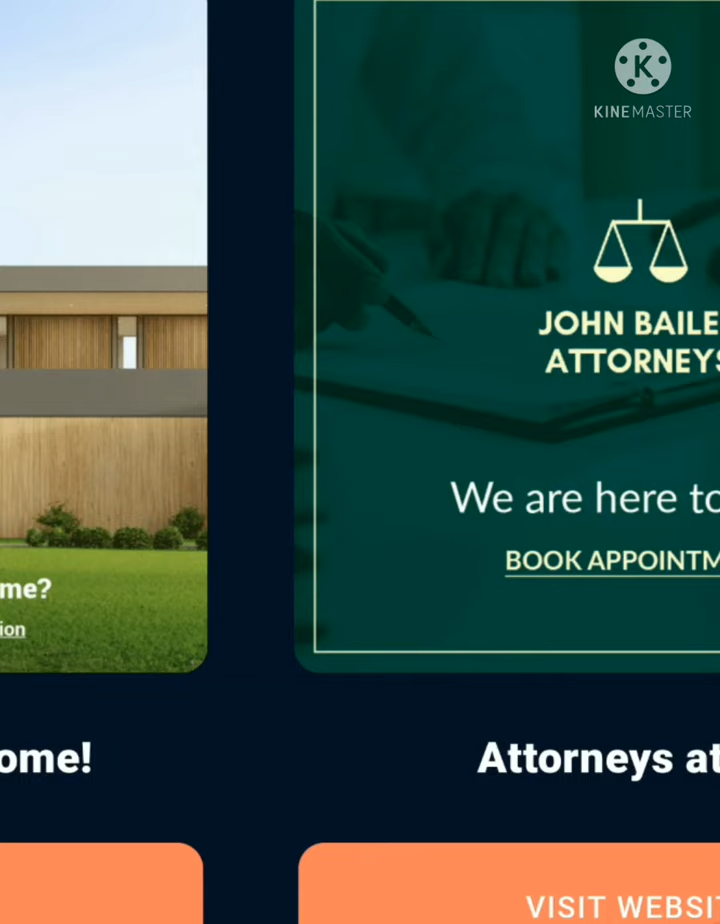 KINEMASTER
JOHN BAILE
ATTORNEYS
We are here to
BOOK APPOINTM
me?
ion
ome!
Attorneys at
VISIT WEBSIT